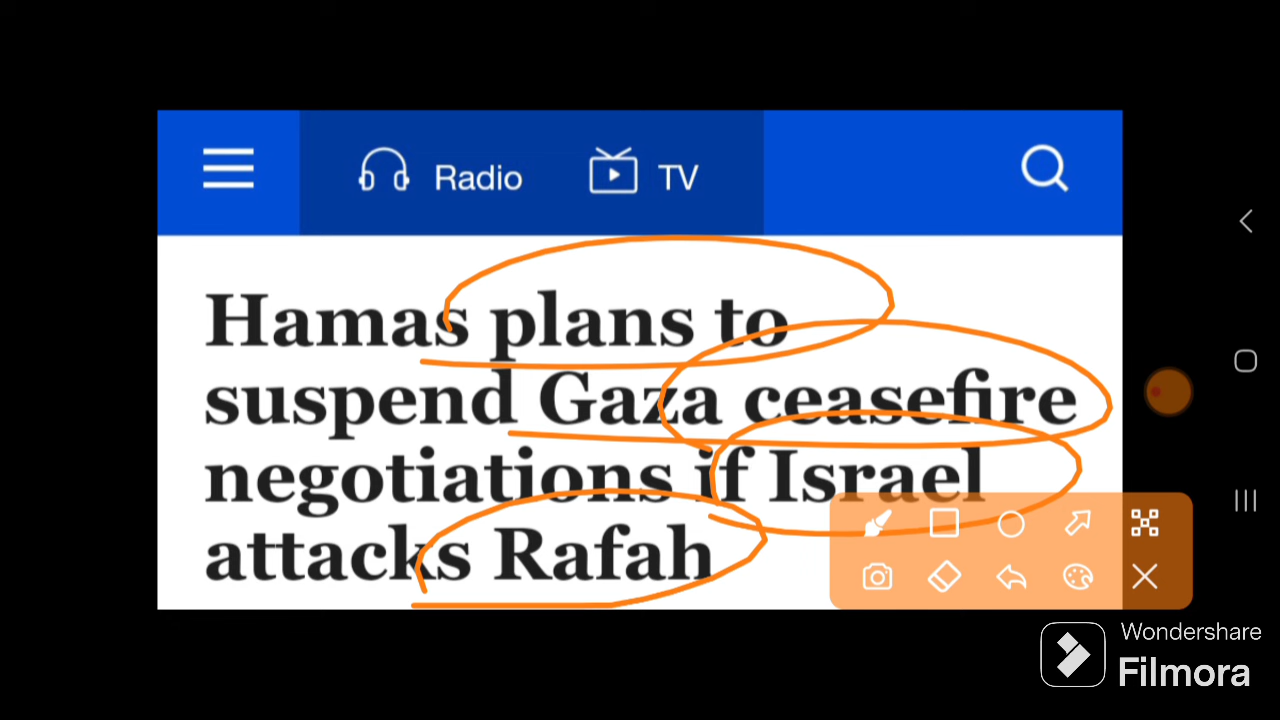 Radio TV
Hamas plans to
suspend Gaza ceasefire
negotiations if Israel
attacks Rafah
Wondershare
Filmora